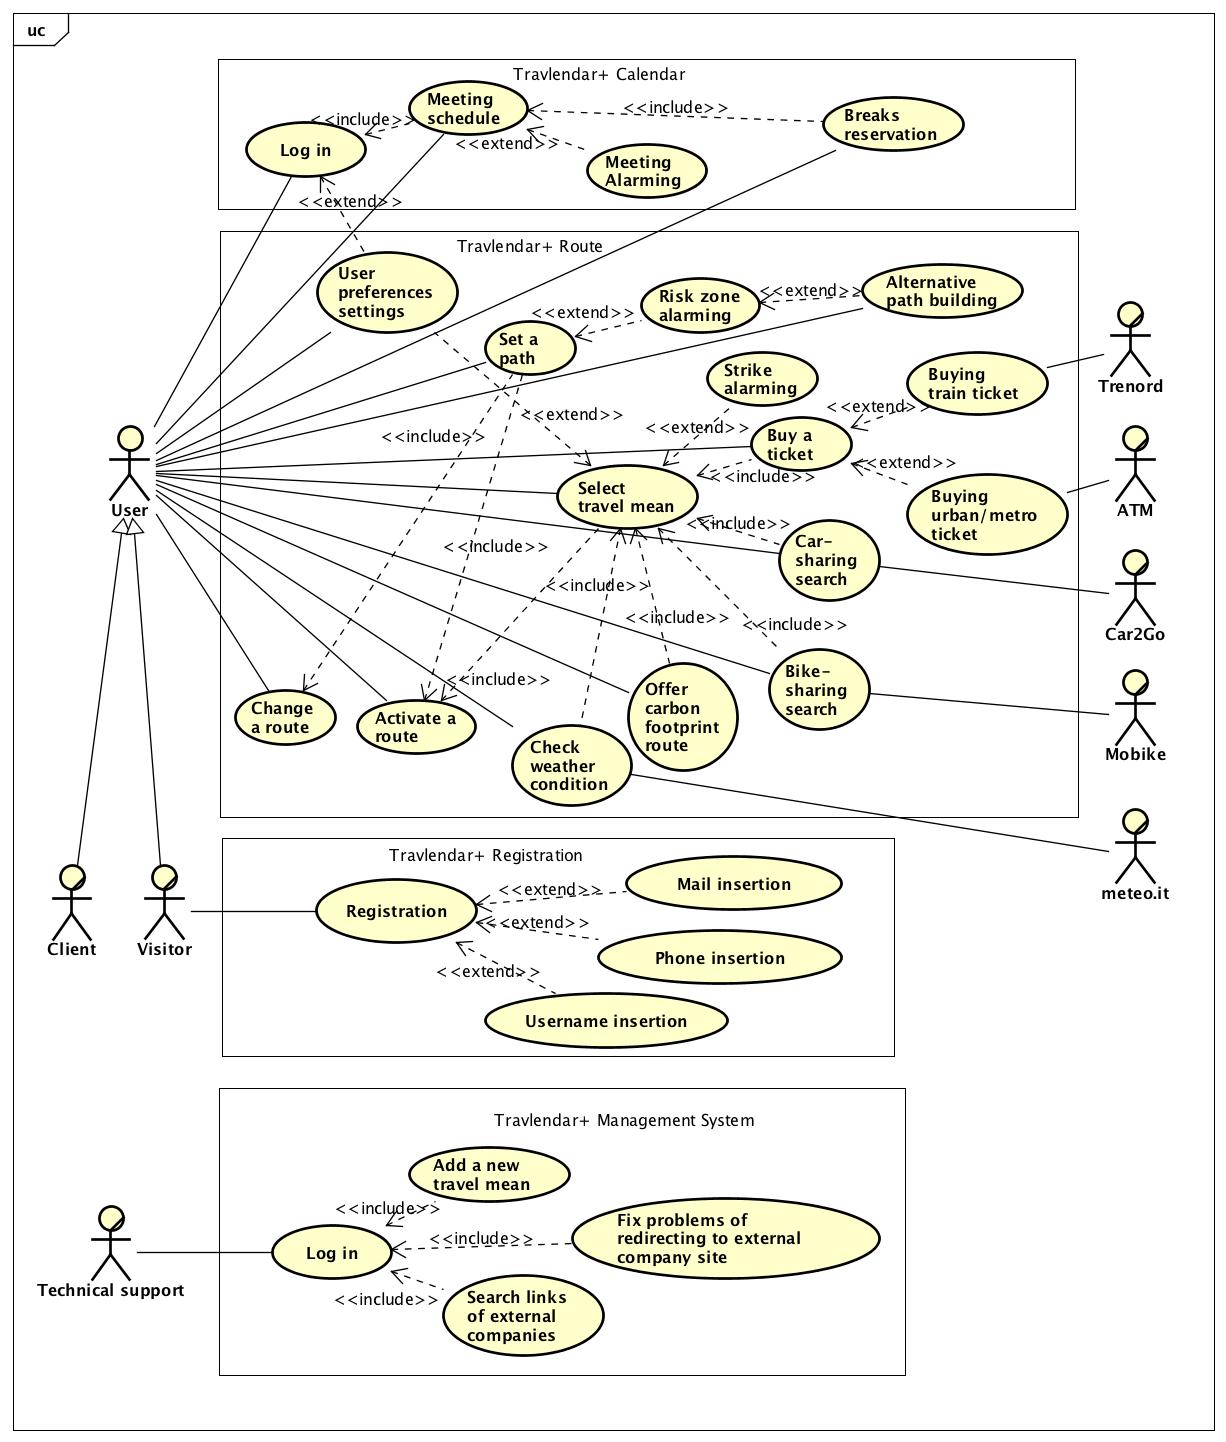 uc
Travlendar+ Calendar
Meeting
schedule
<<include>>
Log in
<<include>>
Breaks
reservation
<<extend>>
Meeting
Alarming
<<extend>>
Travlendar+ Route
User
preferences
settings
Set a
path
<<extend>>
Risk zone
alarming
<<extend>>
Alternative
path building
Strike
alarming
Buying
train ticket
Trenord
<<extend>>
<<extend>>
<<extend>>
<<include>>
Buy a
ticket
<<extend>>
<<include>>
User
Select
travel mean
Buying
urban/metro
ticket
ATM
<<include>>
<<include>>
Car-
sharing
search
<<include>>
<<include>>
<<include>>
Car2Go
<<include>>
Change
a route
Activate a
route
Check
weather
condition
Offer
carbon
footprint
route
Bike-
sharing
search
Mobike
meteo.it
Travlendar+ Registration
Registration
<<extend>>
Mail insertion
<<extend>>
Phone insertion
<<extend>>
Username insertion
Client
Visitor
Travlendar+ Management System
Add a new
travel mean
<<include>>
Log in
<<include>>
Fix problems of
redirecting to external
company site
<<include>>
Search links
of external
companies
Technical support